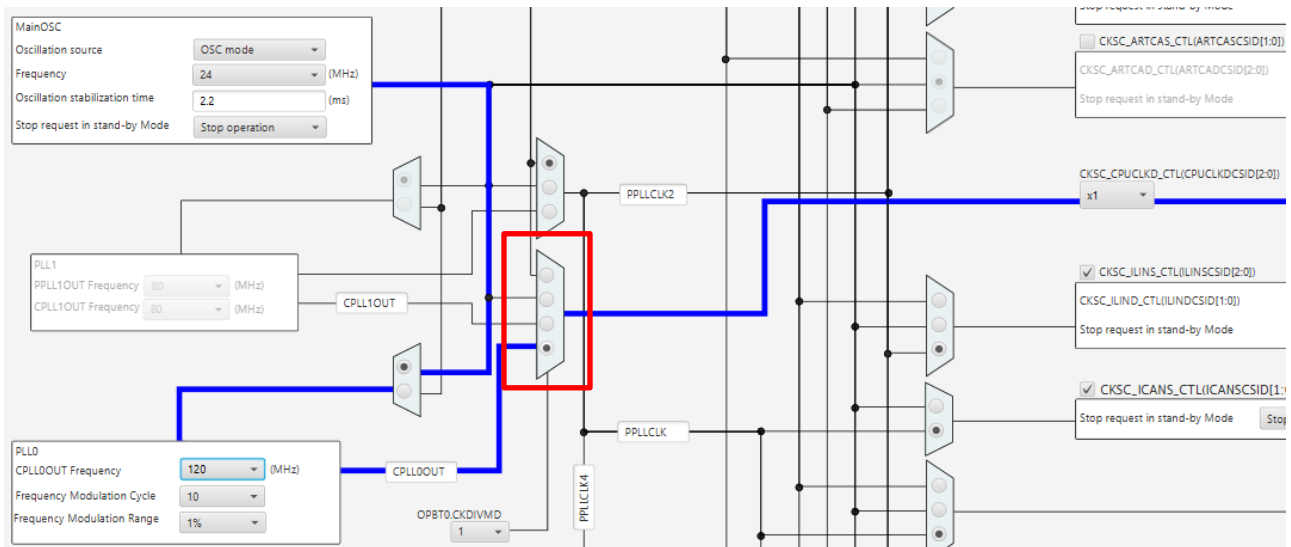 MainOSC
Oscillation source OSC mode
Frequency 24 (MHz)
Oscillation stabilization time 2.2 (ms)
Stop request in stand-by Mode Stop operation
PLL1
PPLL1OUT Frequency 80 (MHz)
CPLL1OUT Frequency 80 (MHz)
CPLL1OUT
PLL0
CPLL0OUT Frequency 120 (MHz)
Frequency Modulation Cycle 10
Frequency Modulation Range 1%
CPLL0OUT
OPBT0.CKDIVMD
1
PPLLCLK2
PPLLCLK
PPLLCLK4
Stop request in stand-by Mode
CKSC_ARTCAS_CTL(ARTCASCSID[1:0])
CKSC_ARTCAD_CTL(ARTCADCSID[2:0])
Stop request in stand-by Mode
CKSC_CPUCLKD_CTL(CPUCLKDCSID[2:0])
x1
CKSC_ILINS_CTL(ILINSCSID[2:0])
CKSC_ILIND_CTL(ILINDCSID[1:0])
Stop request in stand-by Mode
CKSC_ICANS_CTL(ICANSCSID[1:
Stop request in stand-by Mode Stop